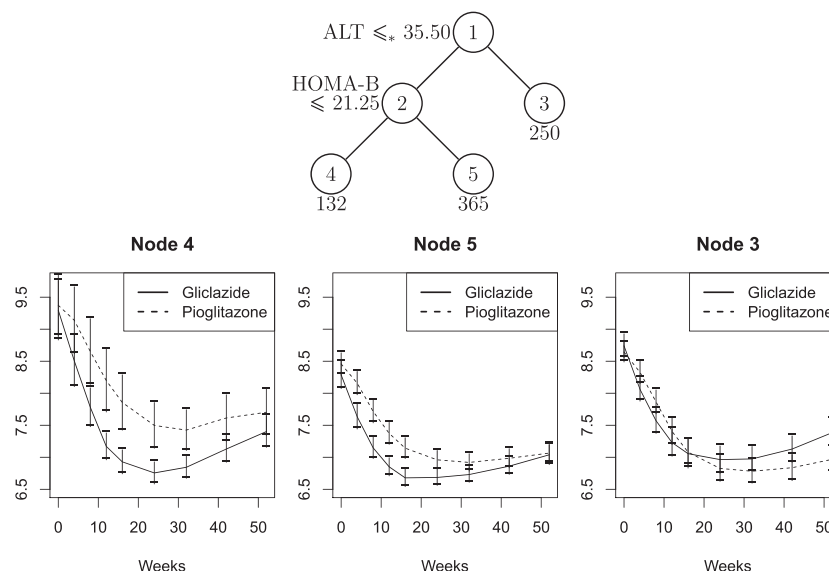 ALT ⩽* 35.50 1
HOMA-B
⩽ 21.25 2 3
250
4 5
132 365
Node 4 Node 5 Node 3
Gliclazide
Pioglitazone
9.5
8.5
7.5
6.5
0 10 20 30 40 50
Weeks
Gliclazide
Pioglitazone
9.5
8.5
7.5
6.5
0 10 20 30 40 50
Weeks
Gliclazide
Pioglitazone
9.5
8.5
7.5
6.5
0 10 20 30 40 50
Weeks